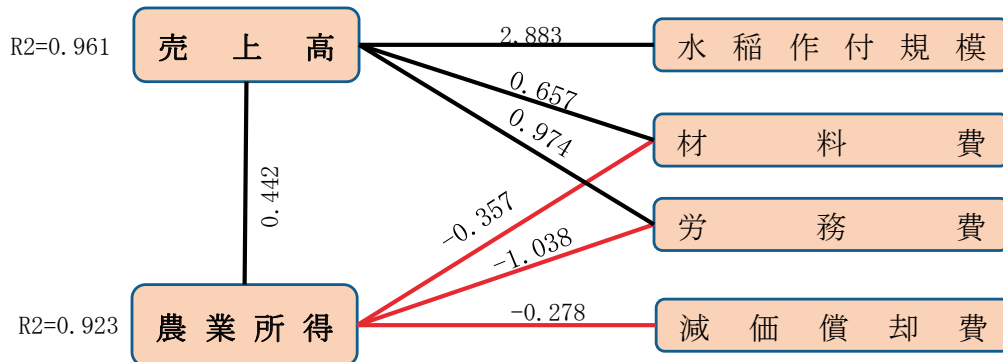 R2=0.961
売上高
2.883
水稲作付規模
0.657
材料費
0.974
労務費
0.442
-0.357
-1.038
-0.278
R2=0.923
農業所得
減価償却費